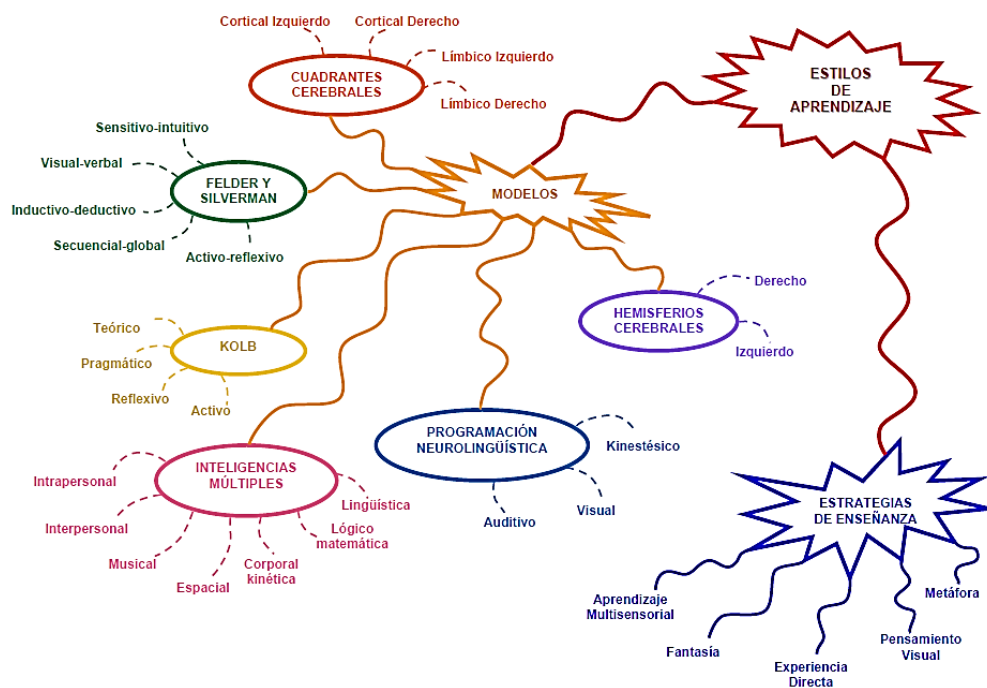 ESTILOS
DE
APRENDIZAJE
MODELOS
CUADRANTES
CEREBRALES
Cortical Izquierdo
Cortical Derecho
Límbico Izquierdo
Límbico Derecho
FELDER Y
SILVERMAN
Sensitivo-intuitivo
Visual-verbal
Inductivo-deductivo
Secuencial-global
Activo-reflexivo
KOLB
Teórico
Pragmático
Reflexivo
Activo
INTELIGENCIAS
MÚLTIPLES
Intrapersonal
Interpersonal
Musical
Espacial
Corporal
kinética
Lógico
matemática
Lingüística
PROGRAMACIÓN
NEUROLINGÜÍSTICA
Kinestésico
Visual
Auditivo
HEMISFERIOS
CEREBRALES
Derecho
Izquierdo
ESTRATEGIAS
DE ENSEÑANZA
Aprendizaje
Multisensorial
Fantasía
Experiencia
Directa
Pensamiento
Visual
Metáfora